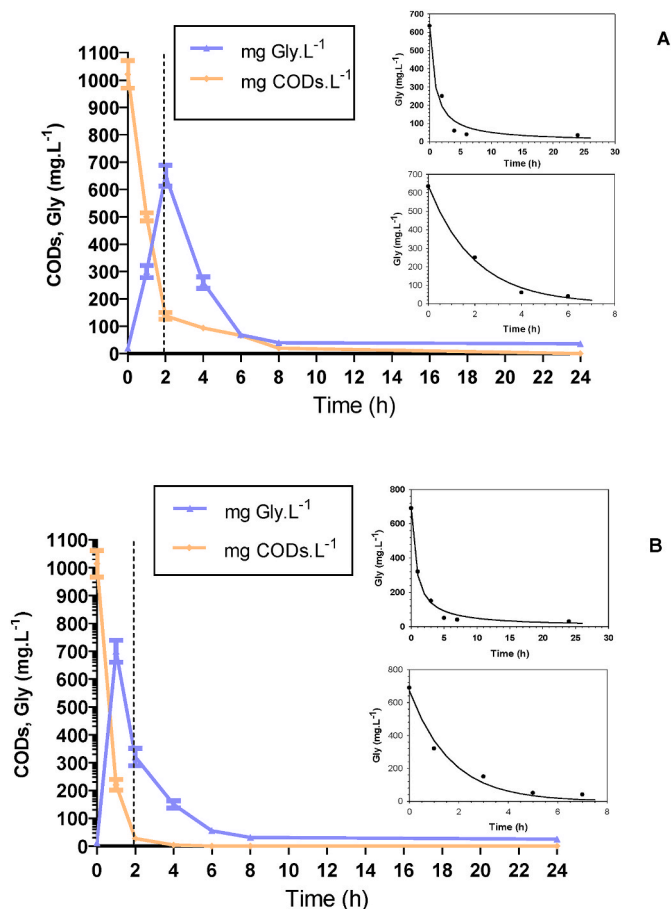 A
mg Gly.L⁻¹
mg CODs.L⁻¹
CODs, Gly (mg.L⁻¹)
1100
1000
900
800
700
600
500
400
300
200
100
0
0 2 4 6 8 10 12 14 16 18 20 22 24
Time (h)
Gly (mg.L⁻¹)
700
600
500
400
300
200
100
0
0 5 10 15 20 25 30
Time (h)
Gly (mg.L⁻¹)
700
600
500
400
300
200
100
0
0 2 4 6 8
Time (h)
B
mg Gly.L⁻¹
mg CODs.L⁻¹
CODs, Gly (mg.L⁻¹)
1100
1000
900
800
700
600
500
400
300
200
100
0
0 2 4 6 8 10 12 14 16 18 20 22 24
Time (h)
Gly (mg.L⁻¹)
800
600
400
200
0
0 5 10 15 20 25 30
Time (h)
Gly (mg.L⁻¹)
800
600
400
200
0
0 2 4 6 8
Time (h)